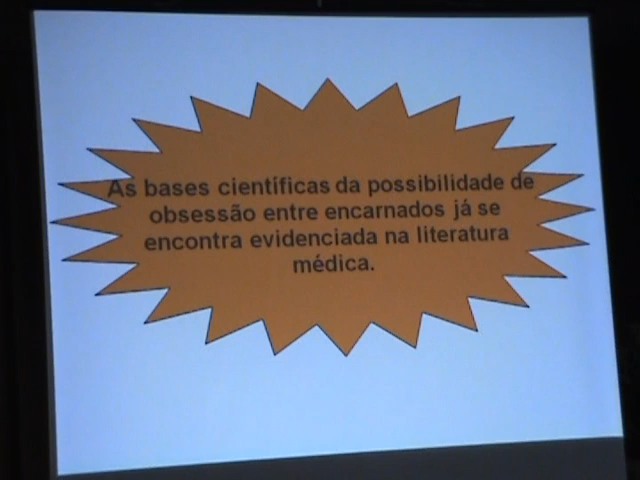 As bases científicas da possibilidade de
obsessão entre encarnados já se
encontra evidenciada na literatura
médica.